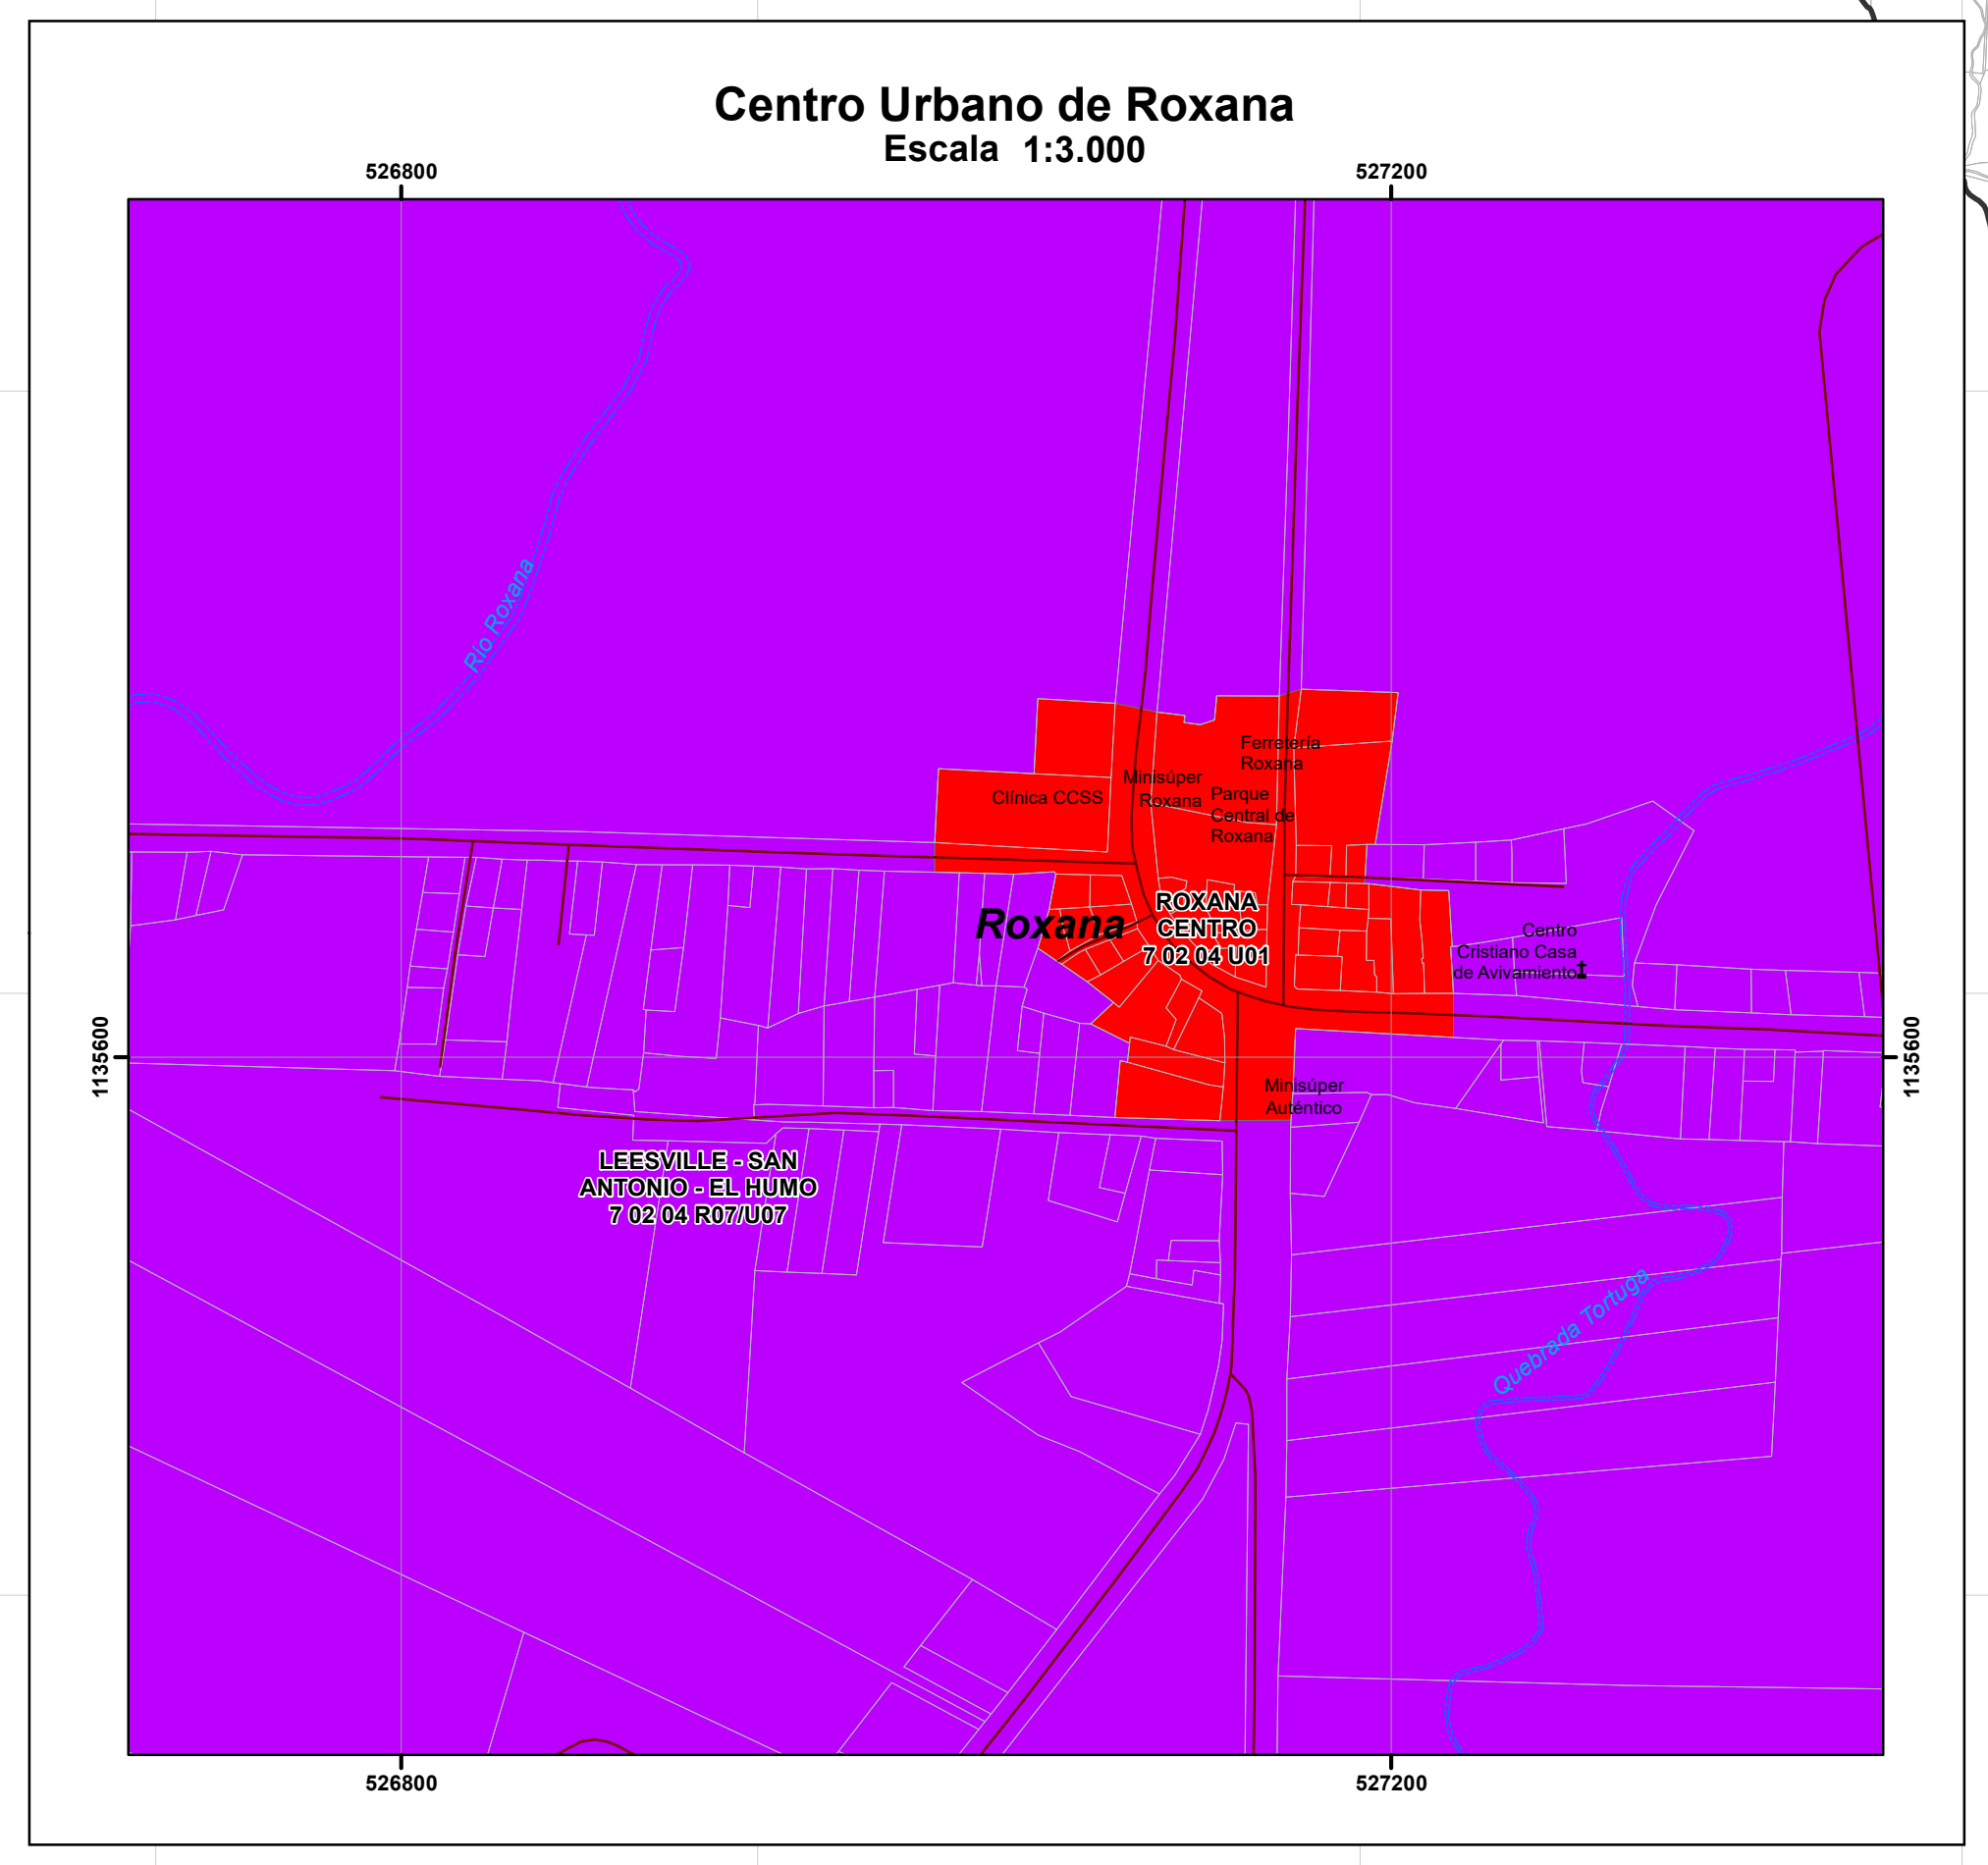 Centro Urbano de Roxana
Escala 1:3.000
526800
527200
Río Roxana
Ferretería
Roxana
Minisúper
Roxana
Clínica CCSS
Parque
Central de
Roxana
Roxana
ROXANA
CENTRO
7 02 04 U01
Centro
Cristiano Casa
de Avivamiento
1135600
1135600
Minisúper
Auténtico
LEESVILLE - SAN
ANTONIO - EL HUMO
7 02 04 R07/U07
Quebrada Tortuga
526800
527200